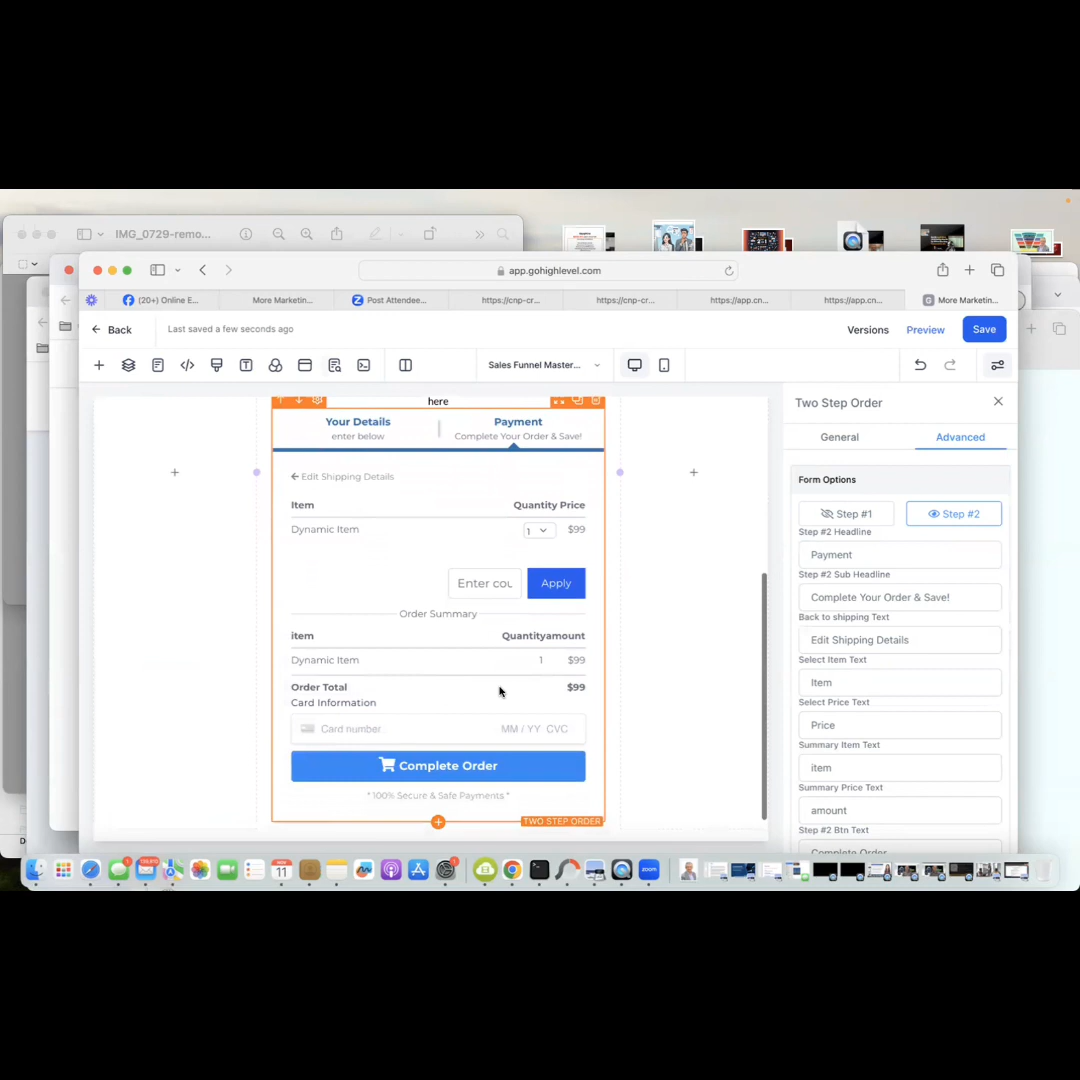 IMG_0729-remo...
app.gohighlevel.com
(20+) Online E...
More Marketin...
Post Attendee...
https://cnp-cr...
https://cnp-cr...
https://app.cn...
https://app.cn...
More Marketin...
Back
Last saved a few seconds ago
Versions
Preview
Save
Sales Funnel Master...
here
Your Details
enter below
Payment
Complete Your Order & Save!
Edit Shipping Details
Item Quantity Price
Dynamic Item 1 $99
Enter cou
Apply
Order Summary
item Quantityamount
Dynamic Item 1 $99
Order Total $99
Card Information
Card number MM / YY CVC
Complete Order
* 100% Secure & Safe Payments *
TWO STEP ORDER
Two Step Order
General
Advanced
Form Options
Step #1
Step #2
Step #2 Headline
Payment
Step #2 Sub Headline
Complete Your Order & Save!
Back to shipping Text
Edit Shipping Details
Select Item Text
Item
Select Price Text
Price
Summary Item Text
item
Summary Price Text
amount
Step #2 Btn Text
Complete Order
11
zoom